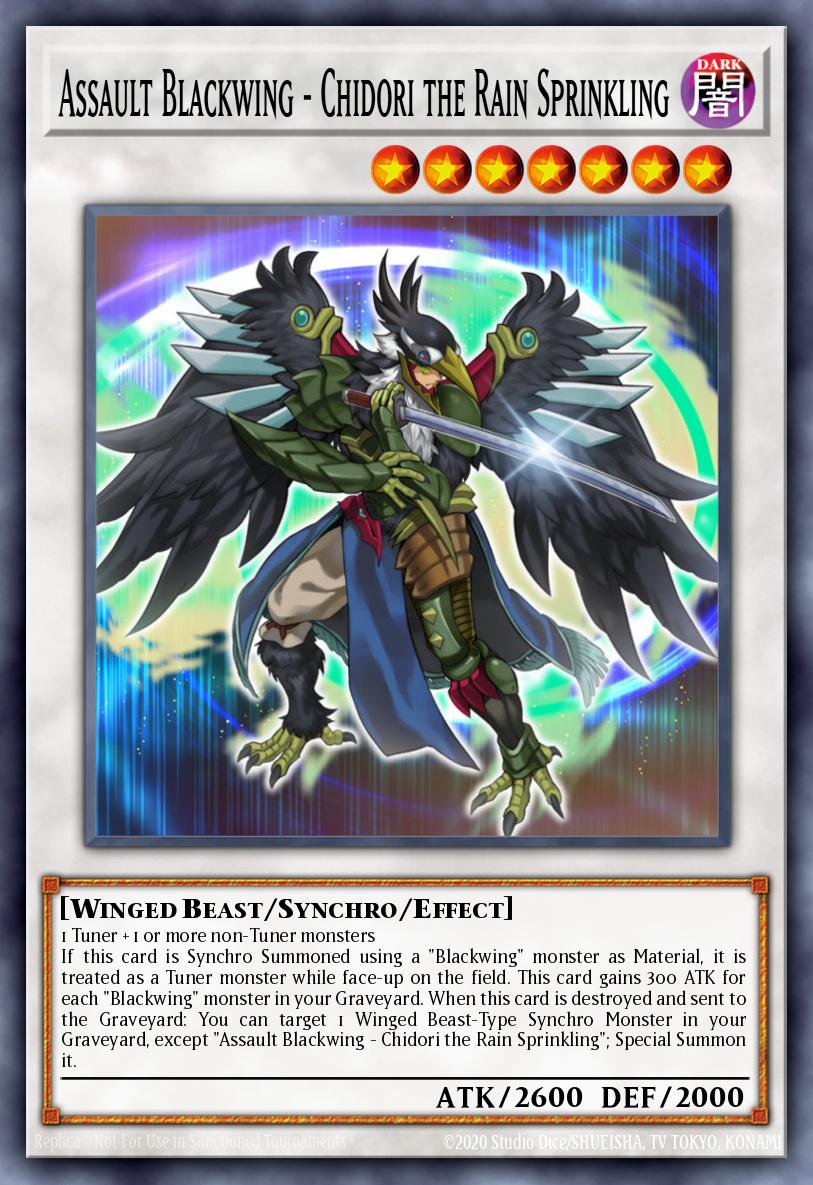 Assault Blackwing - Chidori the Rain Sprinkling
DARK
闇
[Winged Beast/Synchro/Effect]
1 Tuner + 1 or more non-Tuner monsters
If this card is Synchro Summoned using a "Blackwing" monster as Material, it is
treated as a Tuner monster while face-up on the field. This card gains 300 ATK for
each "Blackwing" monster in your Graveyard. When this card is destroyed and sent to
the Graveyard: You can target 1 Winged Beast-Type Synchro Monster in your
Graveyard, except "Assault Blackwing - Chidori the Rain Sprinkling"; Special Summon
it.
ATK/2600 DEF/2000
Replica - Not For Use in Sanctioned Tournaments
©2020 Studio Dice/SHUEISHA, TV TOKYO, KONAMI